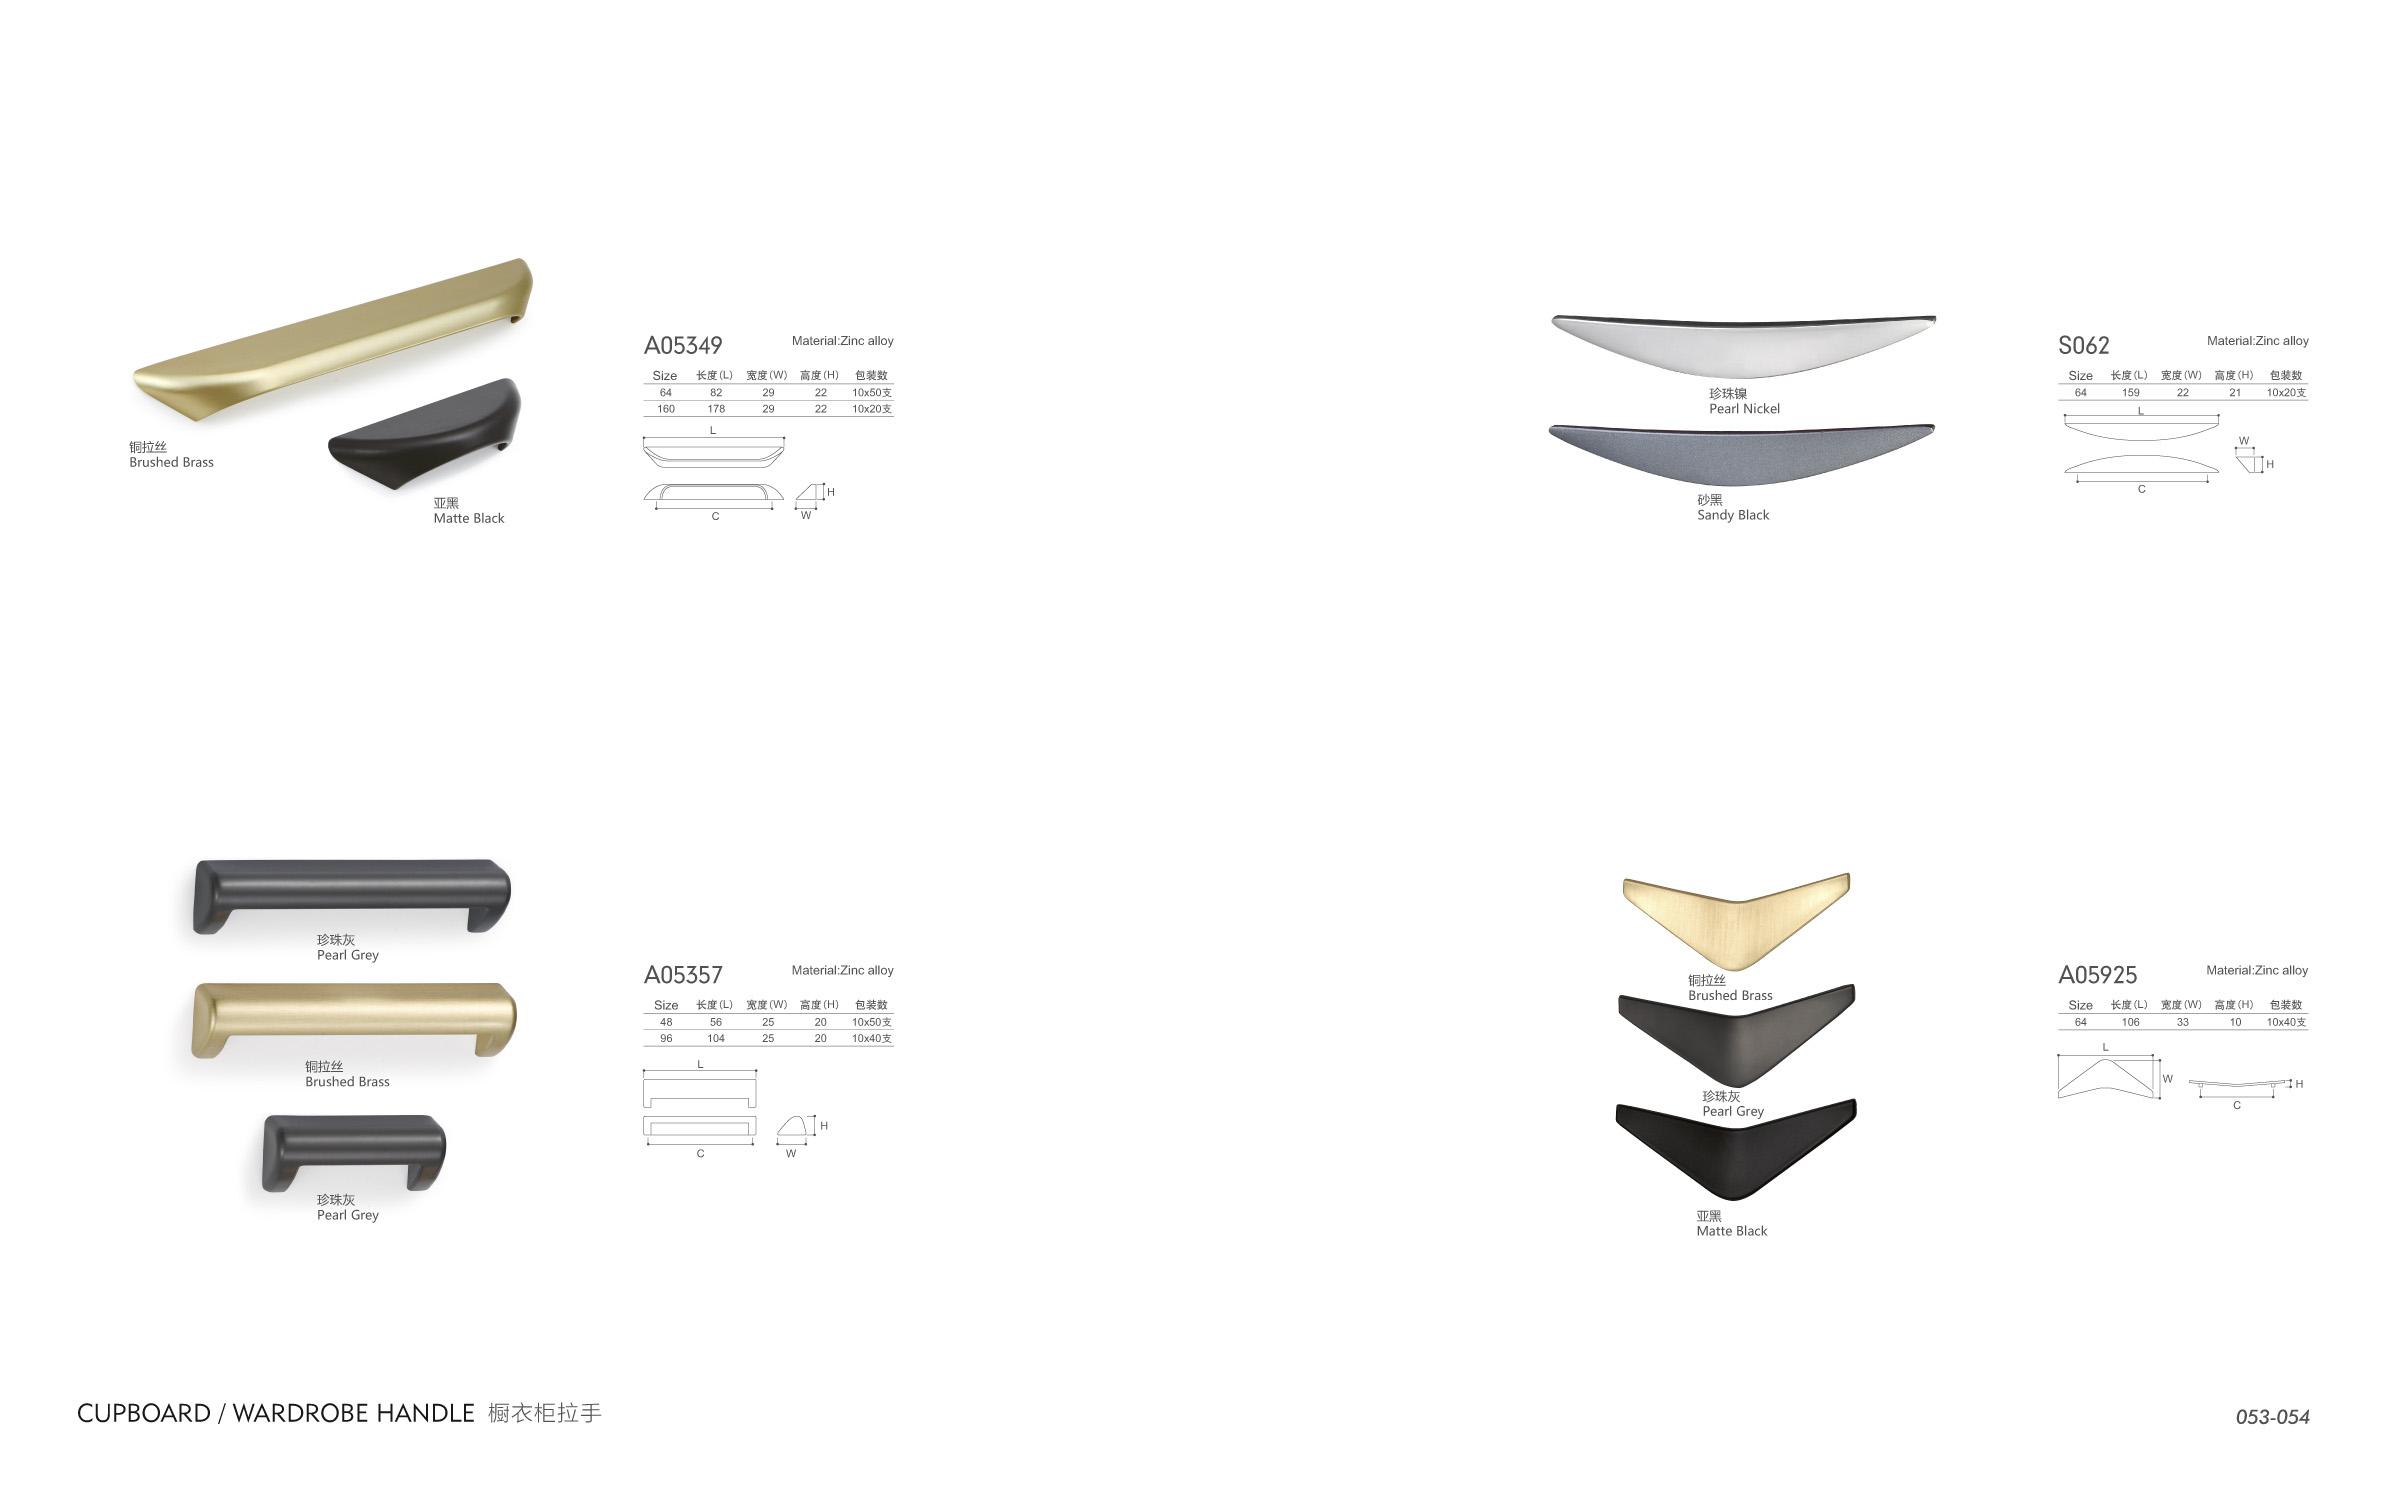 铜拉丝
Brushed Brass
亚黑
Matte Black
A05349 Material:Zinc alloy
Size 长度(L) 宽度(W) 高度(H) 包装数
64 82 29 22 10x50支
160 178 29 22 10x20支
L
H
C W
珍珠镍
Pearl Nickel
砂黑
Sandy Black
S062 Material:Zinc alloy
Size 长度(L) 宽度(W) 高度(H) 包装数
64 159 22 21 10x20支
L
W
H
C
珍珠灰
Pearl Grey
铜拉丝
Brushed Brass
珍珠灰
Pearl Grey
A05357 Material:Zinc alloy
Size 长度(L) 宽度(W) 高度(H) 包装数
48 56 25 20 10x50支
96 104 25 20 10x40支
L
H
C W
铜拉丝
Brushed Brass
珍珠灰
Pearl Grey
亚黑
Matte Black
A05925 Material:Zinc alloy
Size 长度(L) 宽度(W) 高度(H) 包装数
64 106 33 10 10x40支
L
W H
C
CUPBOARD / WARDROBE HANDLE 橱衣柜拉手
053-054